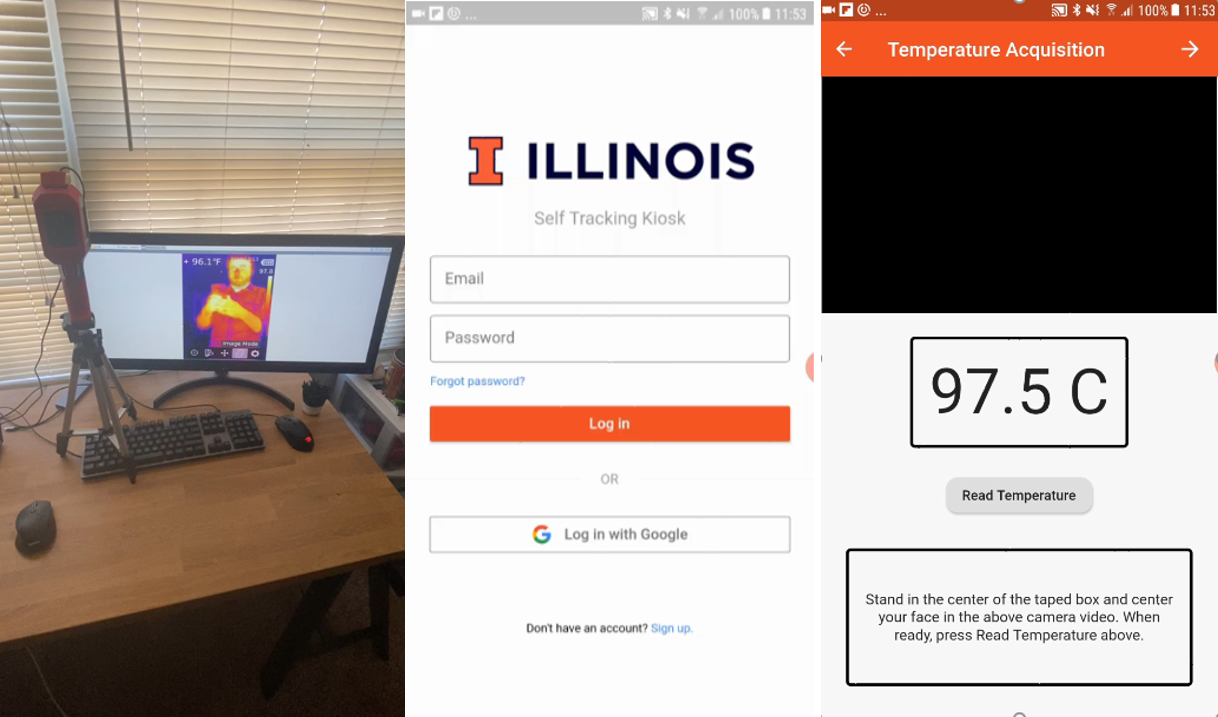 + 96.1°F
97.8
Image Mode
... 100% 11:53
I ILLINOIS
Self Tracking Kiosk
Email
Password
Forgot password?
Log in
OR
G Log in with Google
Don't have an account? Sign up.
... 100% 11:53
Temperature Acquisition
97.5 C
Read Temperature
Stand in the center of the taped box and center
your face in the above camera video. When
ready, press Read Temperature above.